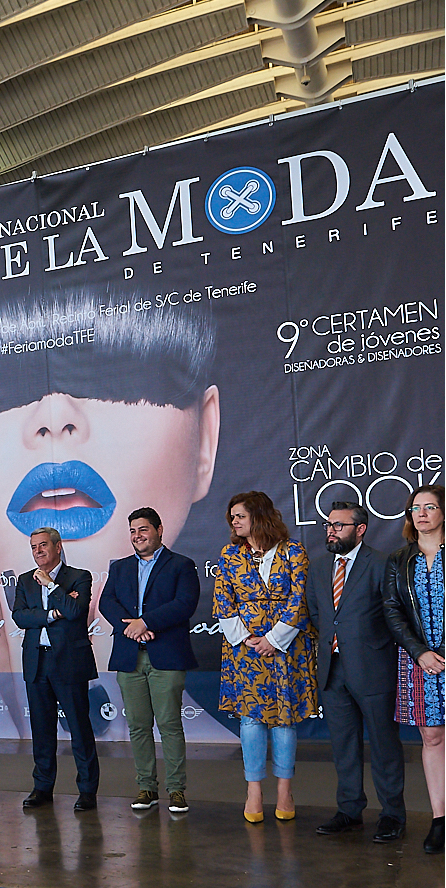 NACIONAL
E LA MODA
DE TENERIFE
Recinto Ferial de S/C de Tenerife
#FeriamodaTFE
9º CERTAMEN
de jóvenes
DISEÑADORAS & DISEÑADORES
ZONA
CAMBIO de
LOOK